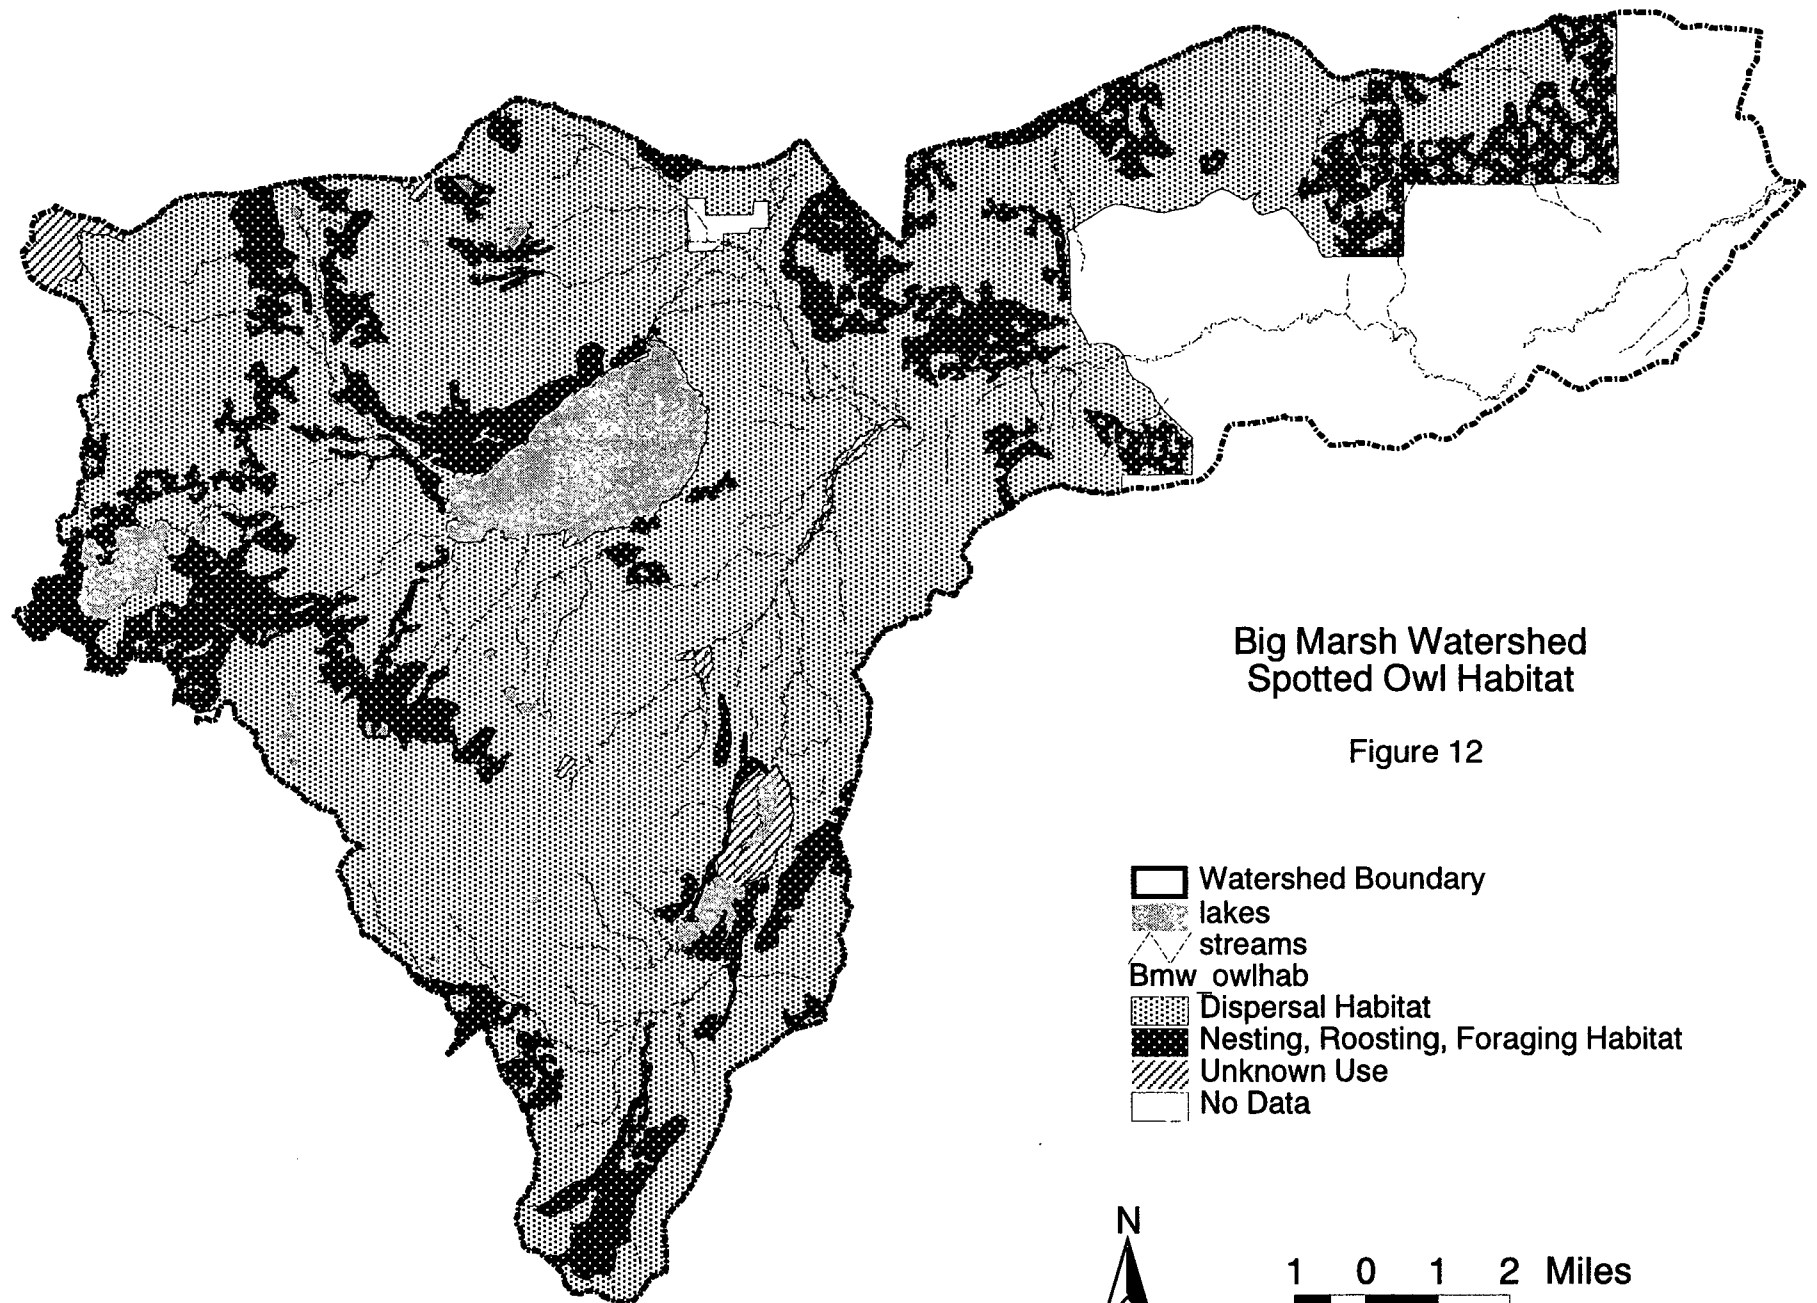 Big Marsh Watershed
Spotted Owl Habitat
Figure 12
Watershed Boundary
lakes
streams
Bmw_owlhab
Dispersal Habitat
Nesting, Roosting, Foraging Habitat
Unknown Use
No Data
N
1 0 1 2 Miles